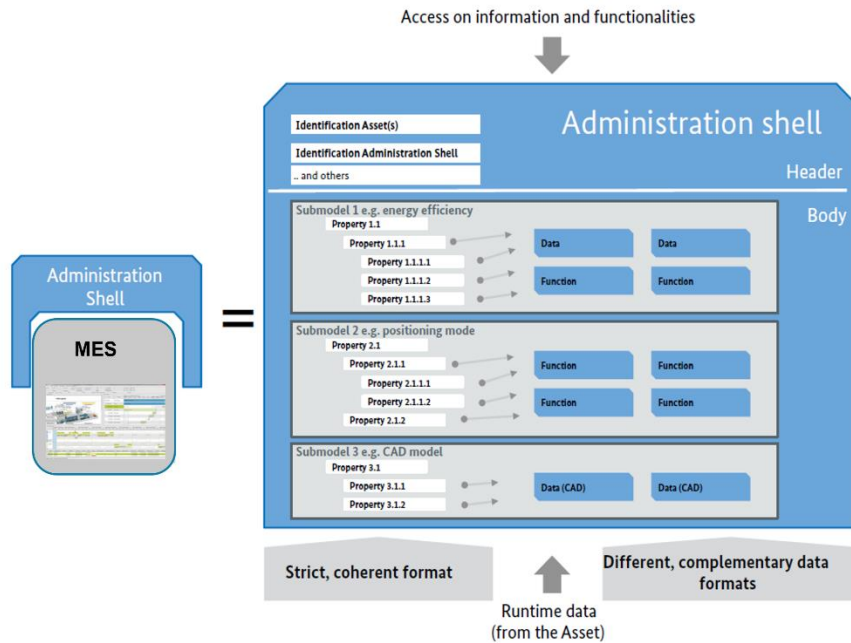 Access on information and functionalities
Administration shell
Identification Asset(s)
Identification Administration Shell
.. and others
Header
Body
Submodel 1 e.g. energy efficiency
Property 1.1
Property 1.1.1
Property 1.1.1.1
Property 1.1.1.2
Property 1.1.1.3
Data
Data
Function
Function
Administration
Shell
MES
=
Submodel 2 e.g. positioning mode
Property 2.1
Property 2.1.1
Property 2.1.1.1
Property 2.1.1.2
Property 2.1.2
Function
Function
Function
Function
Submodel 3 e.g. CAD model
Property 3.1
Property 3.1.1
Property 3.1.2
Data (CAD)
Data (CAD)
Strict, coherent format
Different, complementary data
formats
Runtime data
(from the Asset)